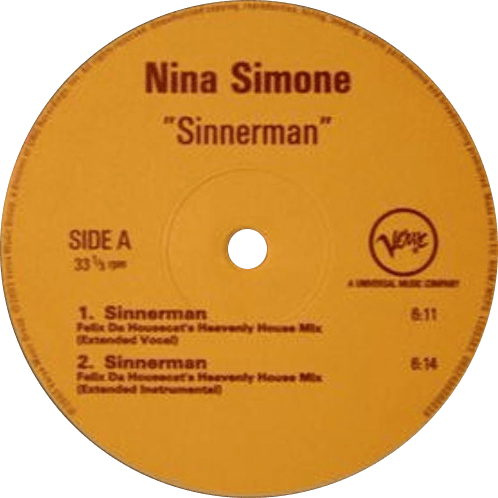 Nina Simone
"Sinnerman"
SIDE A
33 ⅓ rpm
Verve
A UNIVERSAL MUSIC COMPANY
1. Sinnerman 6:11
Felix Da Housecat's Heavenly House Mix
(Extended Vocal)
2. Sinnerman 6:14
Felix Da Housecat's Heavenly House Mix
(Extended Instrumental)